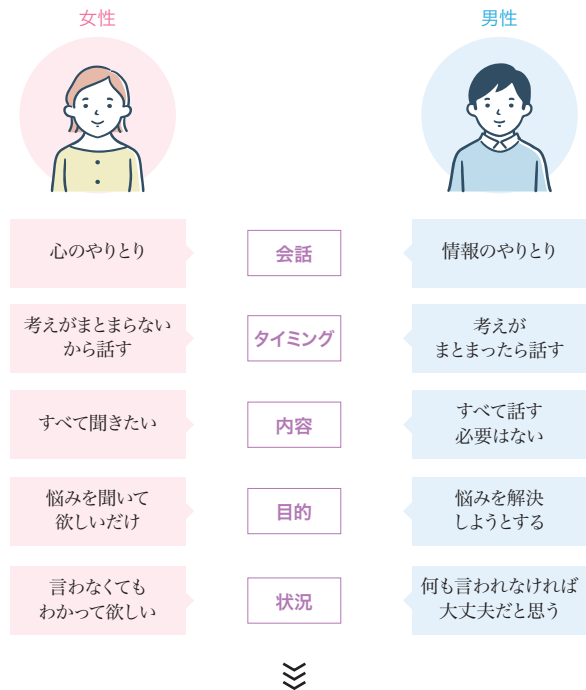 女性
男性
心のやりとり
会話
情報のやりとり
考えがまとまらない
から話す
タイミング
考えが
まとまったら話す
すべて聞きたい
内容
すべて話す
必要はない
悩みを聞いて
欲しいだけ
目的
悩みを解決
しようとする
言わなくても
わかって欲しい
状況
何も言われなければ
大丈夫だと思う